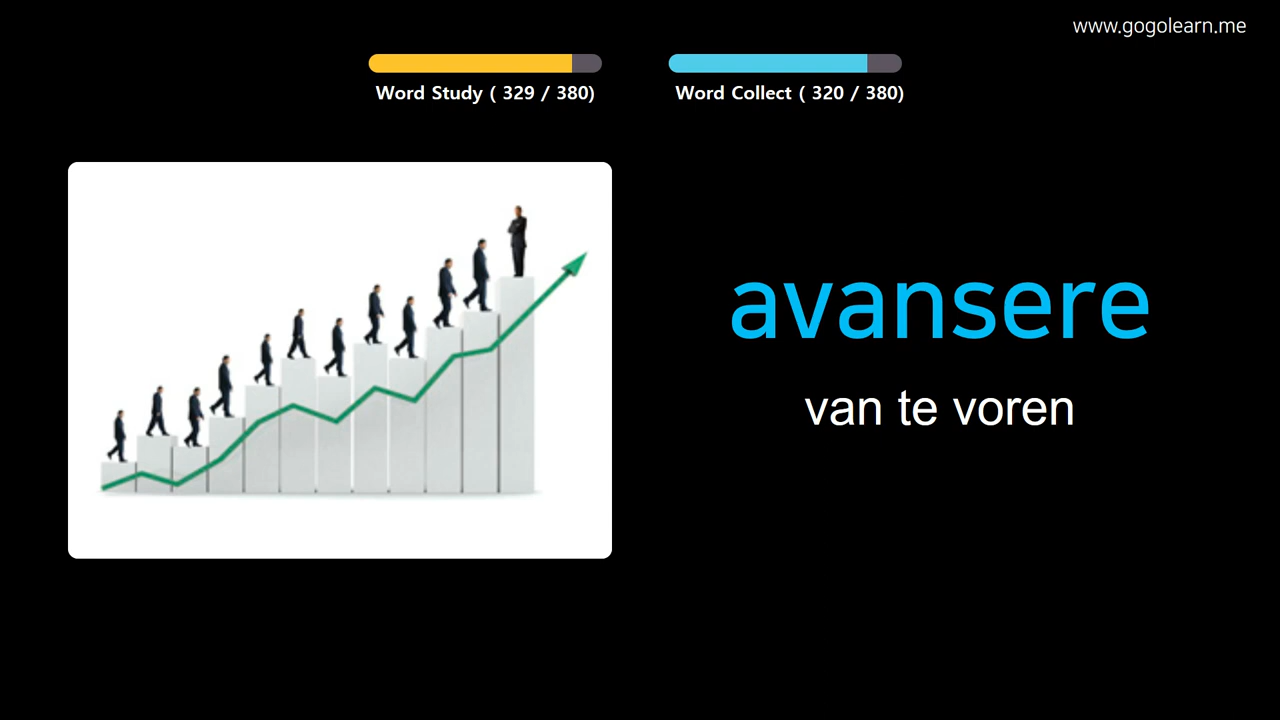 www.gogolearn.me
Word Study ( 329 / 380)
Word Collect ( 320 / 380)
avansere
van te voren